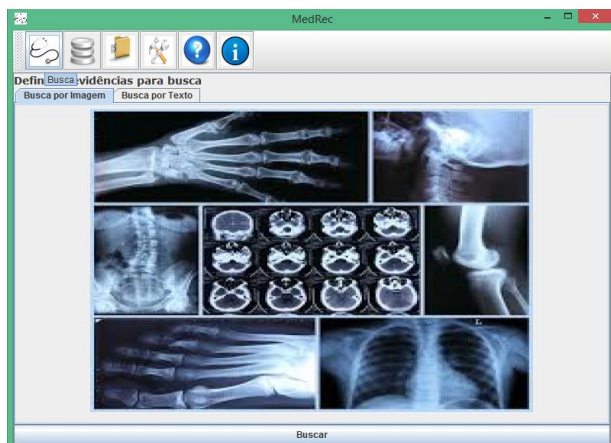 MedRec
Defin Busca vidências para busca
Busca por Imagem Busca por Texto
L
Buscar